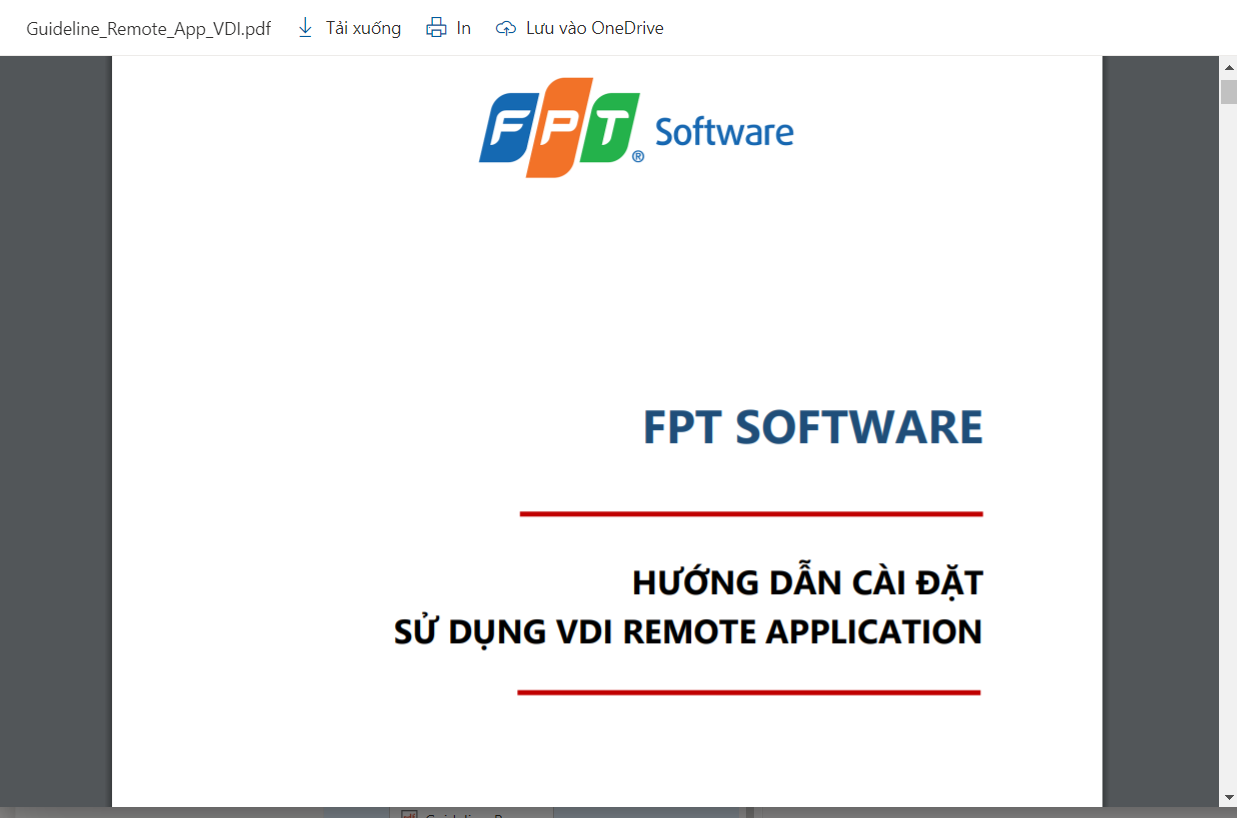 Guideline_Remote_App_VDI.pdf Tải xuống In Lưu vào OneDrive
FPT® Software
FPT SOFTWARE
HƯỚNG DẪN CÀI ĐẶT
SỬ DỤNG VDI REMOTE APPLICATION